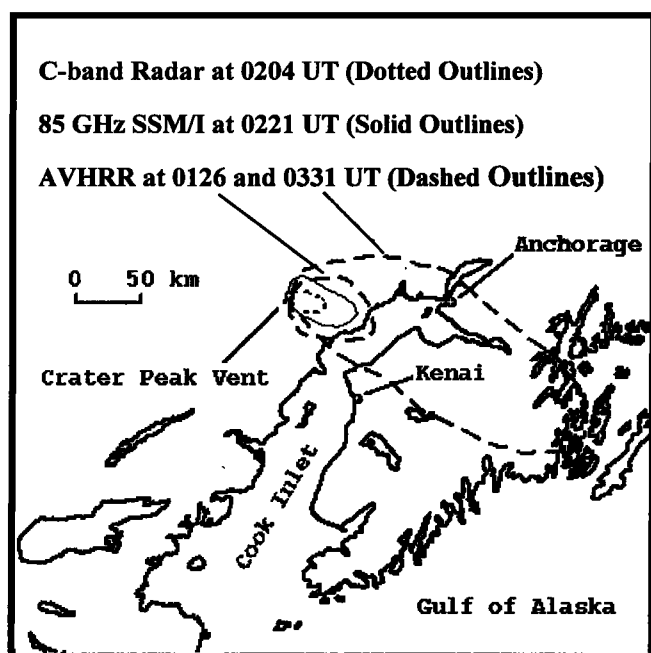 C-band Radar at 0204 UT (Dotted Outlines)
85 GHz SSM/I at 0221 UT (Solid Outlines)
AVHRR at 0126 and 0331 UT (Dashed Outlines)
Anchorage
0 50 km
Crater Peak Vent
Kenai
Cook Inlet
Gulf of Alaska